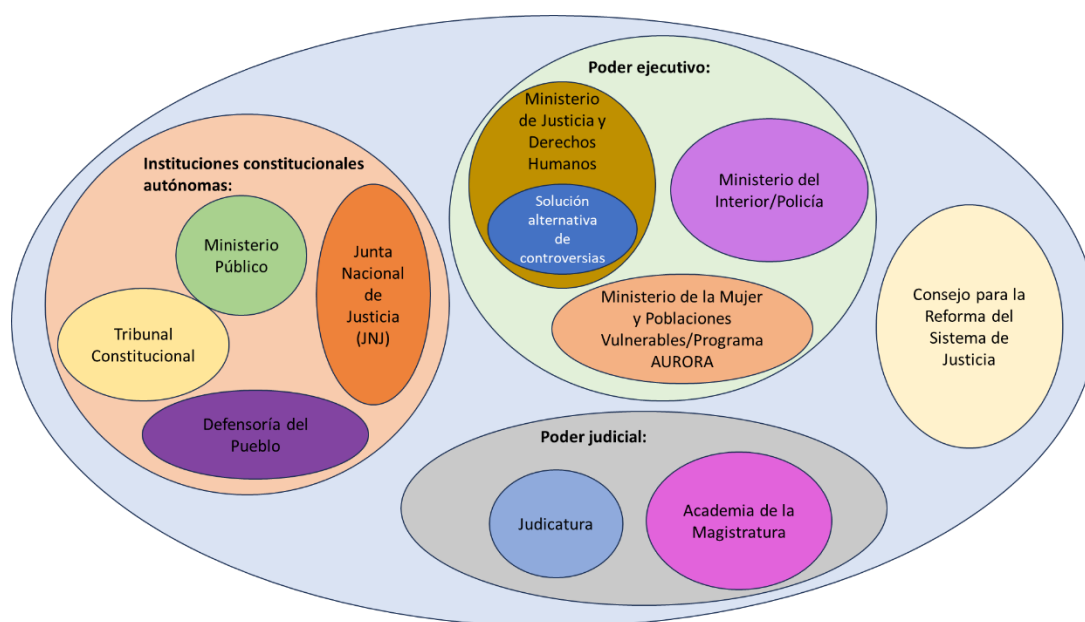 Instituciones constitucionales
autónomas:
Ministerio
Público
Junta
Nacional
de
Justicia
(JNJ)
Tribunal
Constitucional
Defensoría del
Pueblo
Poder ejecutivo:
Ministerio
de Justicia y
Derechos
Humanos
Solución
alternativa
de
controversias
Ministerio del
Interior/Policía
Ministerio de la Mujer
y Poblaciones
Vulnerables/Programa
AURORA
Consejo para la
Reforma del
Sistema de
Justicia
Poder judicial:
Judicatura
Academia de la
Magistratura